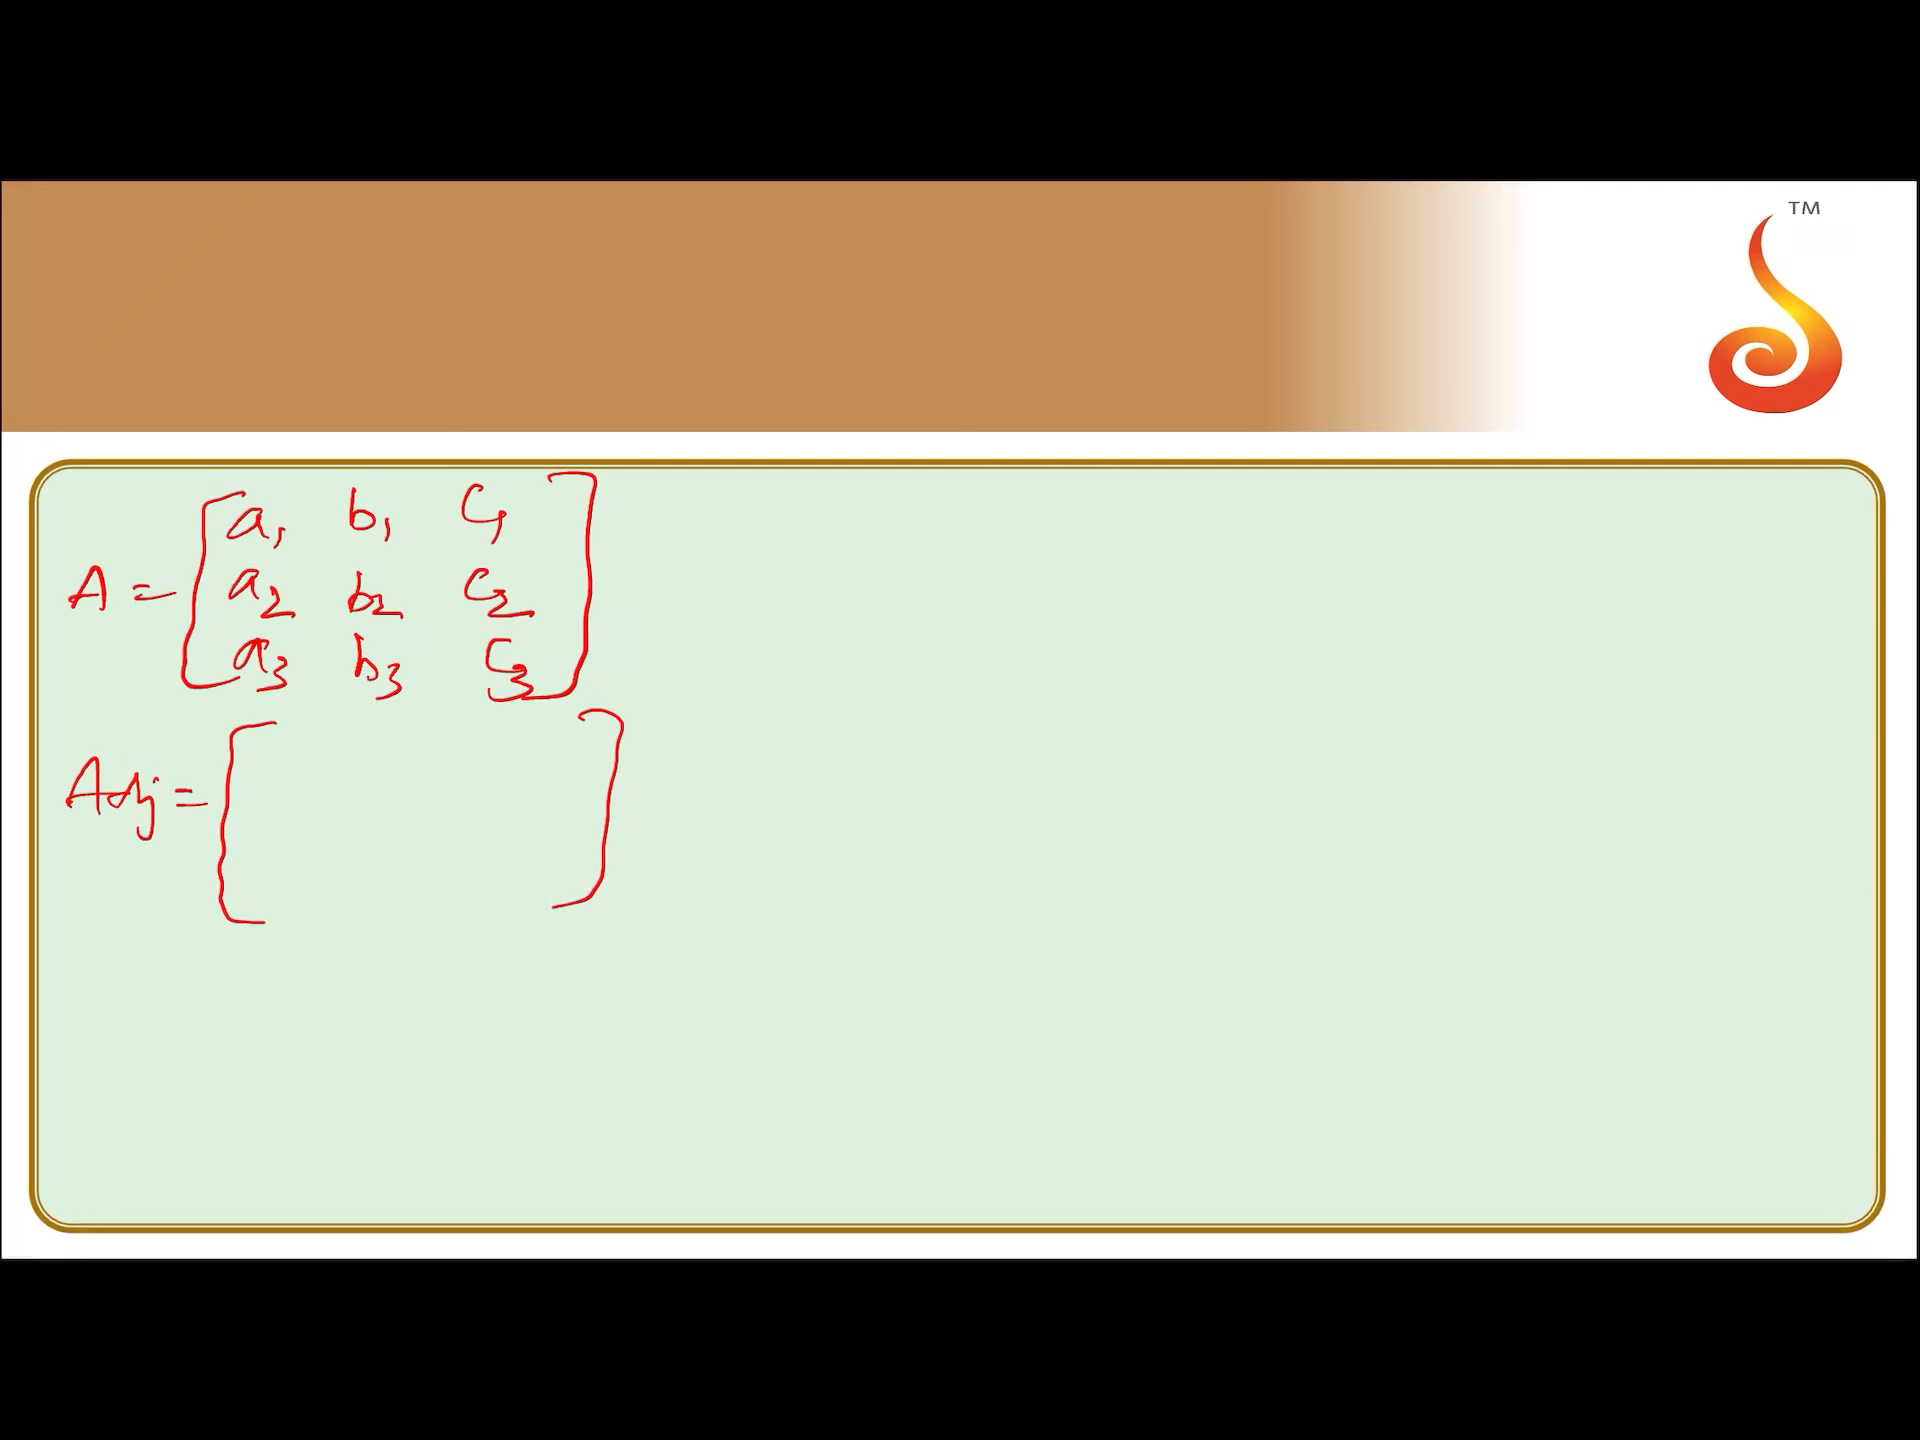 TM
A = [ a₁ b₁ c₁
a₂ b₂ c₂
a₃ b₃ c₃ ]
Adj = [ ]